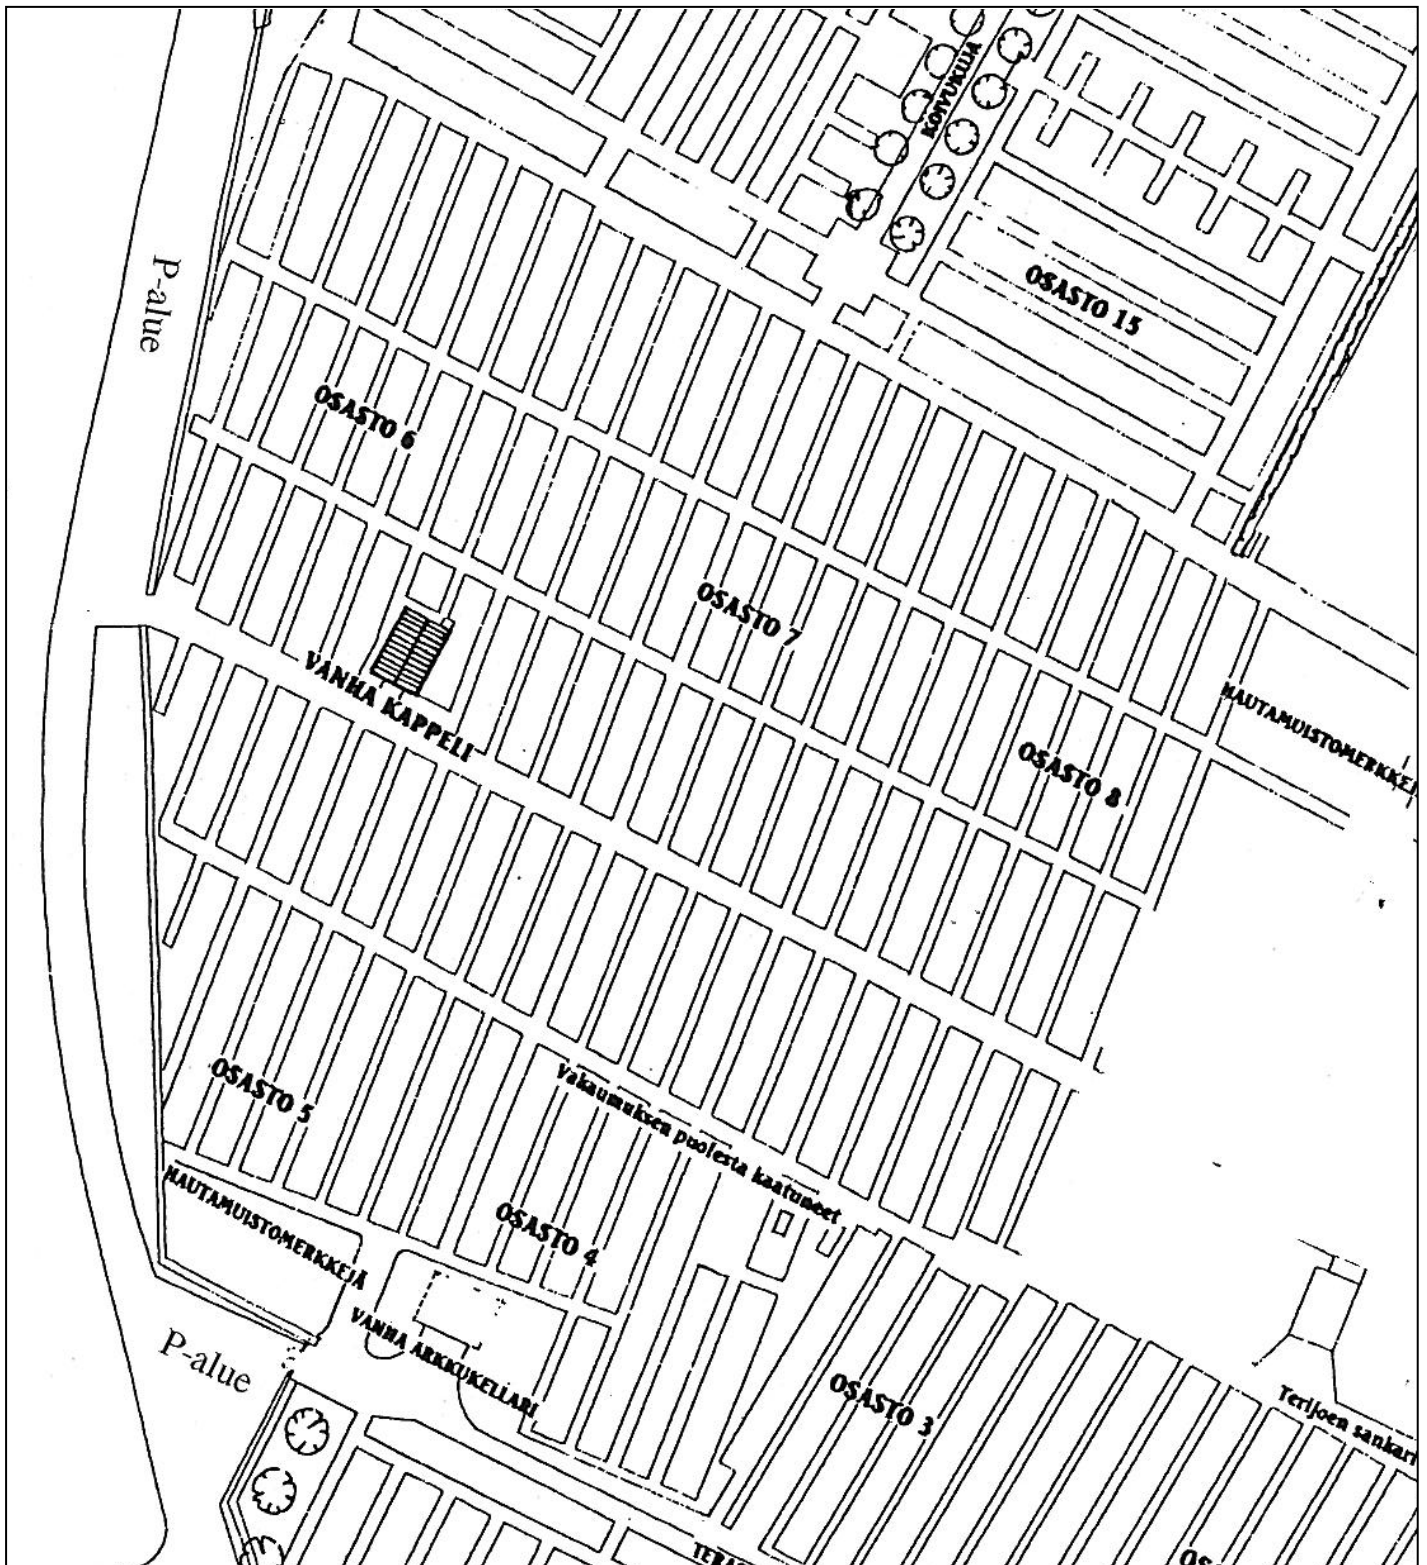 KOIVUKUJA
OSASTO 15
P-alue
OSASTO 6
OSASTO 7
VANHA KAPPELI
HAUTAMUISTOMERKKEJ
OSASTO 8
OSASTO 5
Vakaumuksen puolesta kaatuneet
HAUTAMUISTOMERKKEJÄ
OSASTO 4
VANHA ARKKUKELLARI
P-alue
OSASTO 3
Terijoen sankari